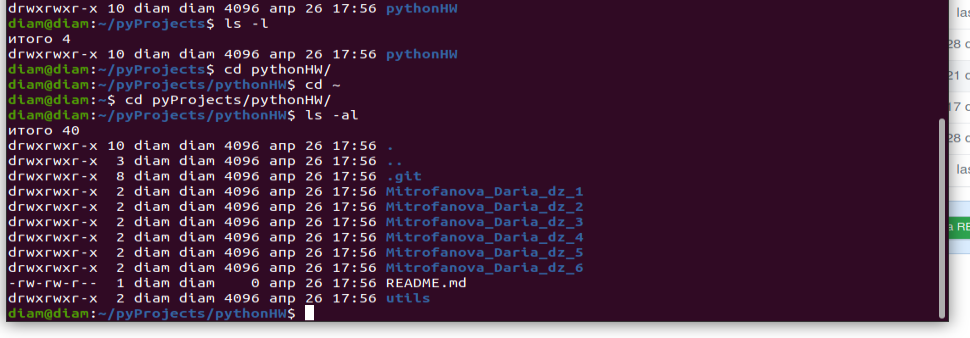 drwxrwxr-x 10 diam diam 4096 апр 26 17:56 pythonHW
diam@diam:~/pyProjects$ ls -l
итого 4
drwxrwxr-x 10 diam diam 4096 апр 26 17:56 pythonHW
diam@diam:~/pyProjects$ cd pythonHW/
diam@diam:~/pyProjects/pythonHW$ cd ~
diam@diam:~$ cd pyProjects/pythonHW/
diam@diam:~/pyProjects/pythonHW$ ls -al
итого 40
drwxrwxr-x 10 diam diam 4096 апр 26 17:56 .
drwxrwxr-x  3 diam diam 4096 апр 26 17:56 ..
drwxrwxr-x  8 diam diam 4096 апр 26 17:56 .git
drwxrwxr-x  2 diam diam 4096 апр 26 17:56 Mitrofanova_Daria_dz_1
drwxrwxr-x  2 diam diam 4096 апр 26 17:56 Mitrofanova_Daria_dz_2
drwxrwxr-x  2 diam diam 4096 апр 26 17:56 Mitrofanova_Daria_dz_3
drwxrwxr-x  2 diam diam 4096 апр 26 17:56 Mitrofanova_Daria_dz_4
drwxrwxr-x  2 diam diam 4096 апр 26 17:56 Mitrofanova_Daria_dz_5
drwxrwxr-x  2 diam diam 4096 апр 26 17:56 Mitrofanova_Daria_dz_6
-rw-rw-r--  1 diam diam    0 апр 26 17:56 README.md
drwxrwxr-x  2 diam diam 4096 апр 26 17:56 utils
diam@diam:~/pyProjects/pythonHW$